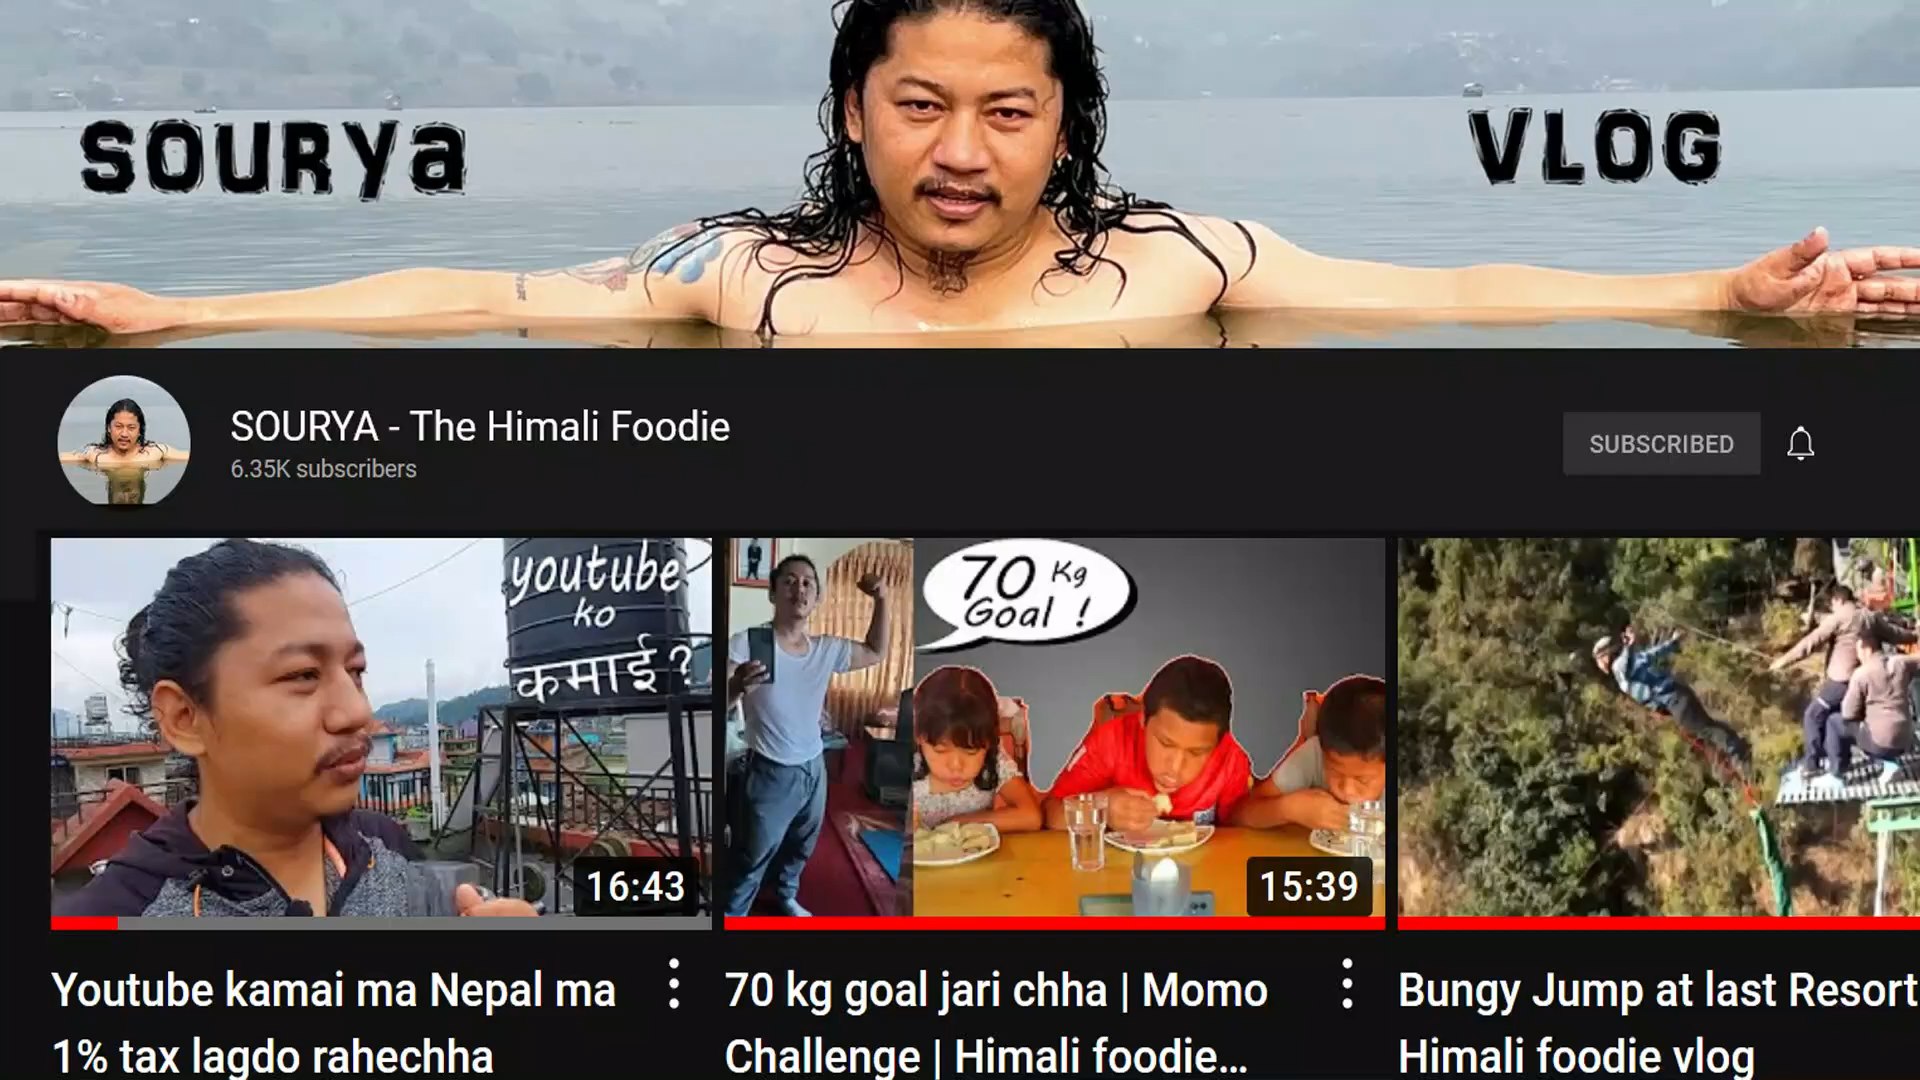 SOURYa
VLOG
SOURYA - The Himali Foodie
6.35K subscribers
SUBSCRIBED
youtube
ko
कमाई?
16:43
70 Kg
Goal !
15:39
Youtube kamai ma Nepal ma
1% tax lagdo rahechha
70 kg goal jari chha | Momo
Challenge | Himali foodie...
Bungy Jump at last Resort
Himali foodie vlog